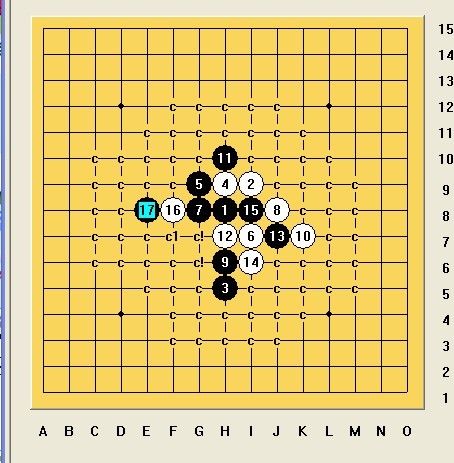 15
14
13
c c c c c 12
c c c c c c c 11
c c c c c 11 c c c c 10
c c c c 5 4 2 c c c c 9
c c 17 16 7 1 15 8 c c c 8
c c c c1 c! 12 6 13 10 c c 7
c c c c c! 9 14 c c c c 6
c c c 3 c c c c c 5
c c c c c c 4
c c c c c 3
2
1
A B C D E F G H I J K L M N O